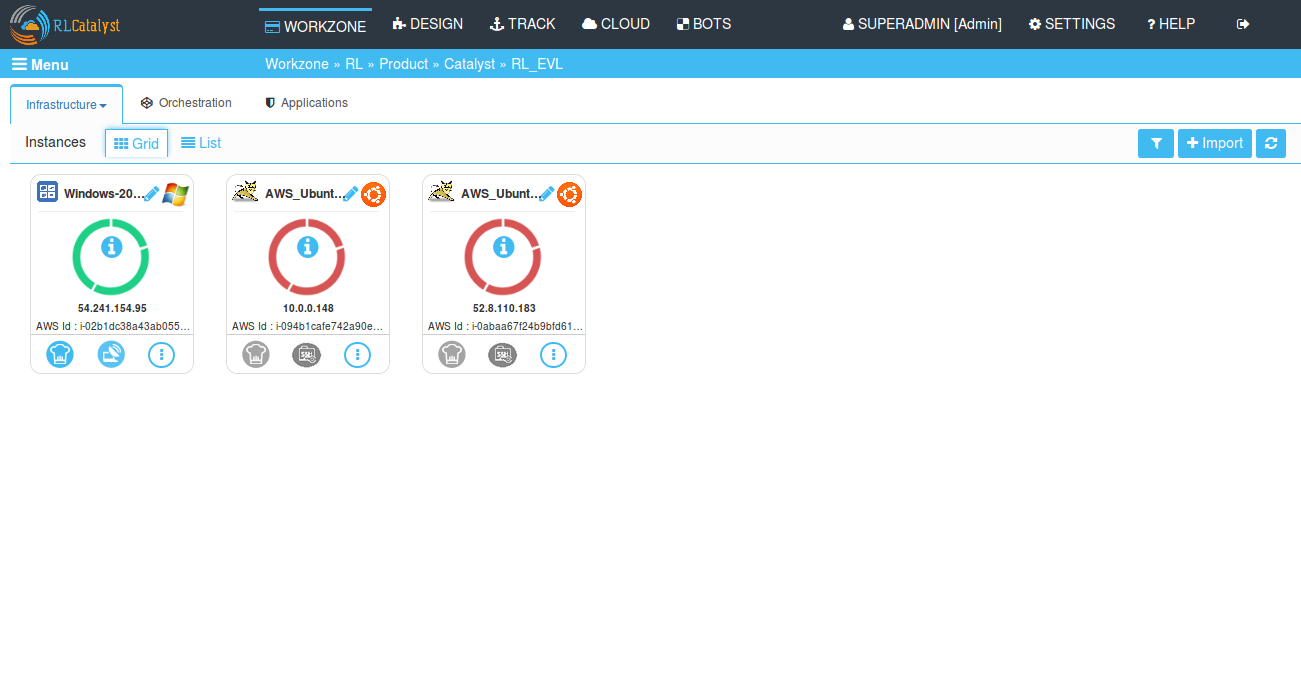 RLCatalyst
WORKZONE DESIGN TRACK CLOUD BOTS SUPERADMIN [Admin] SETTINGS ? HELP
Menu Workzone » RL » Product » Catalyst » RL_EVL
Infrastructure Orchestration Applications
Instances Grid List + Import
Windows-20... AWS_Ubunt... AWS_Ubunt...
54.241.154.95 10.0.0.148 52.8.110.183
AWS Id : i-02b1dc38a43ab055... AWS Id : i-094b1cafe742a90e... AWS Id : i-0abaa67f24b9bfd61...
SSH SSH